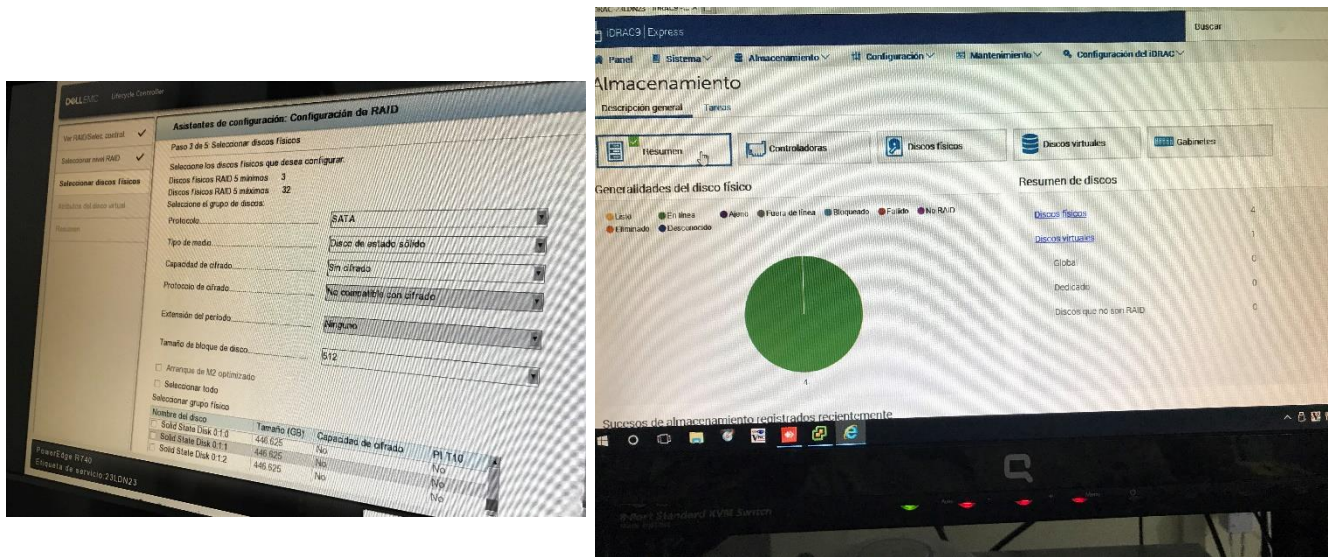 DELLEMC Lifecycle Controller
Asistentes de configuración: Configuración de RAID
Ver RAID/Selec. control.
Seleccionar nivel RAID
Seleccionar discos físicos
Atributos del disco virtual
Resumen
Paso 3 de 5: Seleccionar discos físicos
Seleccione los discos físicos que desea configurar.
Discos físicos RAID 5 mínimos 3
Discos físicos RAID 5 máximos 32
Seleccione el grupo de discos:
Protocolo SATA
Tipo de medio Disco de estado sólido
Capacidad de cifrado Sin cifrado
Protocolo de cifrado No compatible con cifrado
Extensión del período Ninguno
Tamaño de bloque de disco 512
Arranque de M2 optimizado
Seleccionar todo
Seleccionar grupo físico
Nombre del disco Tamaño (GB) Capacidad de cifrado PI T10
Solid State Disk 0:1:0 446.625 No No
Solid State Disk 0:1:1 446.625 No No
Solid State Disk 0:1:2 446.625 No No
PowerEdge R740
Etiqueta de servicio:23LDN23
iDRAC9 | Express
Buscar
Panel Sistema Almacenamiento Configuración Mantenimiento Configuración del iDRAC
Almacenamiento
Descripción general Tareas
Resumen Controladoras Discos físicos Discos virtuales Gabinetes
Generalidades del disco físico
Listo En línea Ajeno Fuera de línea Bloqueado Fallido No RAID
Eliminado Desconocido
4
Resumen de discos
Discos físicos 4
Discos virtuales 1
Global 0
Dedicado 0
Discos que no son RAID 0
Sucesos de almacenamiento registrados recientemente
8-Port Standard KVM Switch